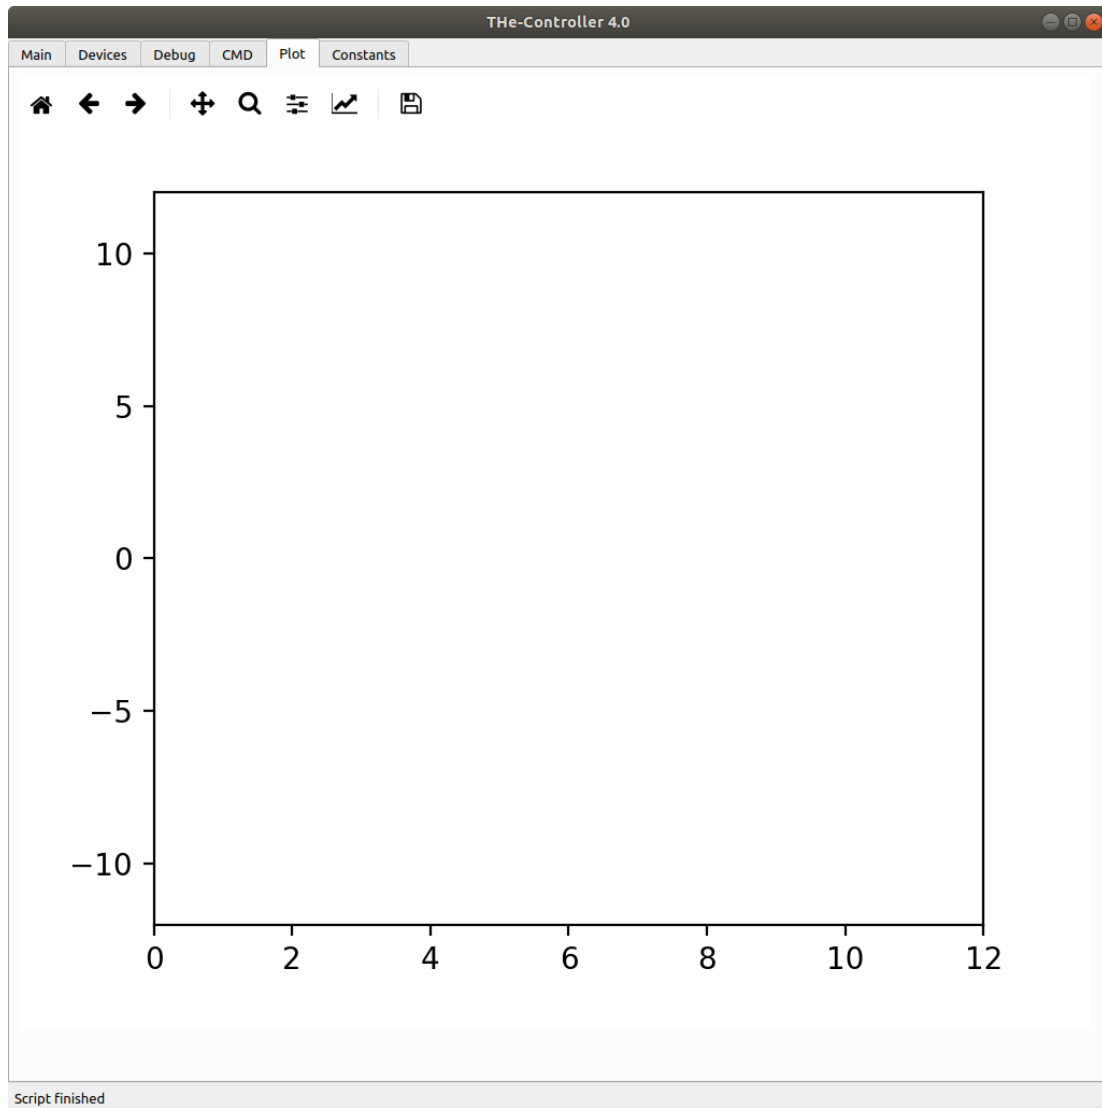 THe-Controller 4.0
Main Devices Debug CMD Plot Constants
10
5
0
−5
−10
0 2 4 6 8 10 12
Script finished